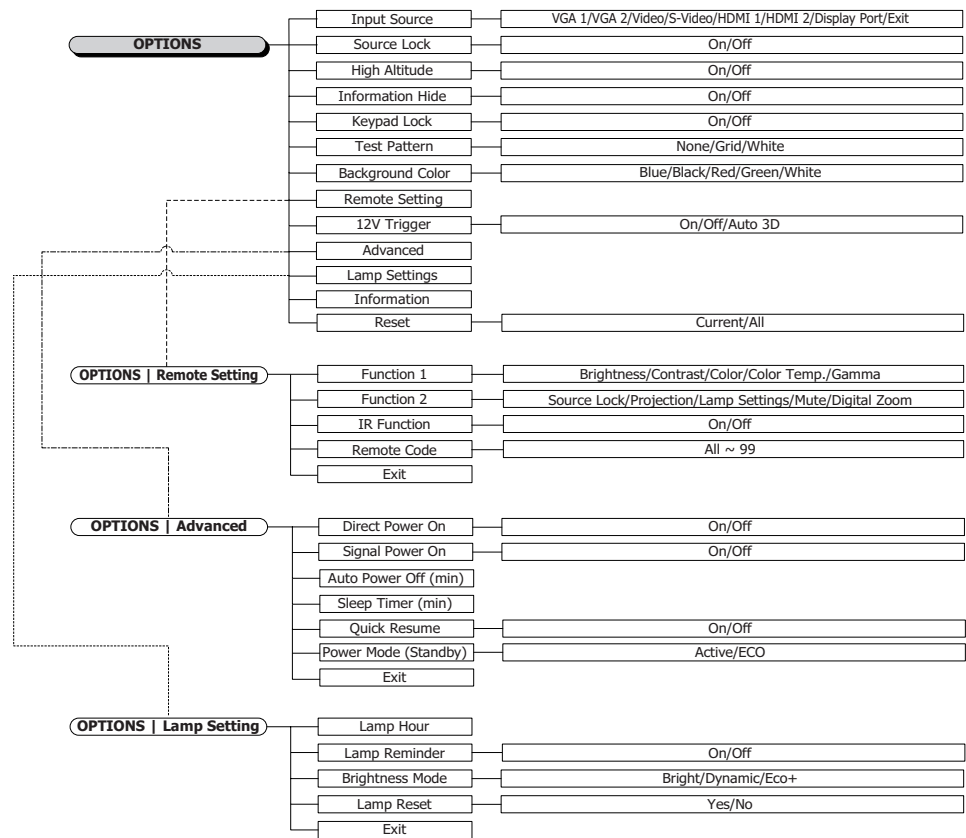 Input Source VGA 1/VGA 2/Video/S-Video/HDMI 1/HDMI 2/Display Port/Exit
OPTIONS Source Lock On/Off
High Altitude On/Off
Information Hide On/Off
Keypad Lock On/Off
Test Pattern None/Grid/White
Background Color Blue/Black/Red/Green/White
Remote Setting
12V Trigger On/Off/Auto 3D
Advanced
Lamp Settings
Information
Reset Current/All
OPTIONS | Remote Setting Function 1 Brightness/Contrast/Color/Color Temp./Gamma
Function 2 Source Lock/Projection/Lamp Settings/Mute/Digital Zoom
IR Function On/Off
Remote Code All ~ 99
Exit
OPTIONS | Advanced Direct Power On On/Off
Signal Power On On/Off
Auto Power Off (min)
Sleep Timer (min)
Quick Resume On/Off
Power Mode (Standby) Active/ECO
Exit
OPTIONS | Lamp Setting Lamp Hour
Lamp Reminder On/Off
Brightness Mode Bright/Dynamic/Eco+
Lamp Reset Yes/No
Exit